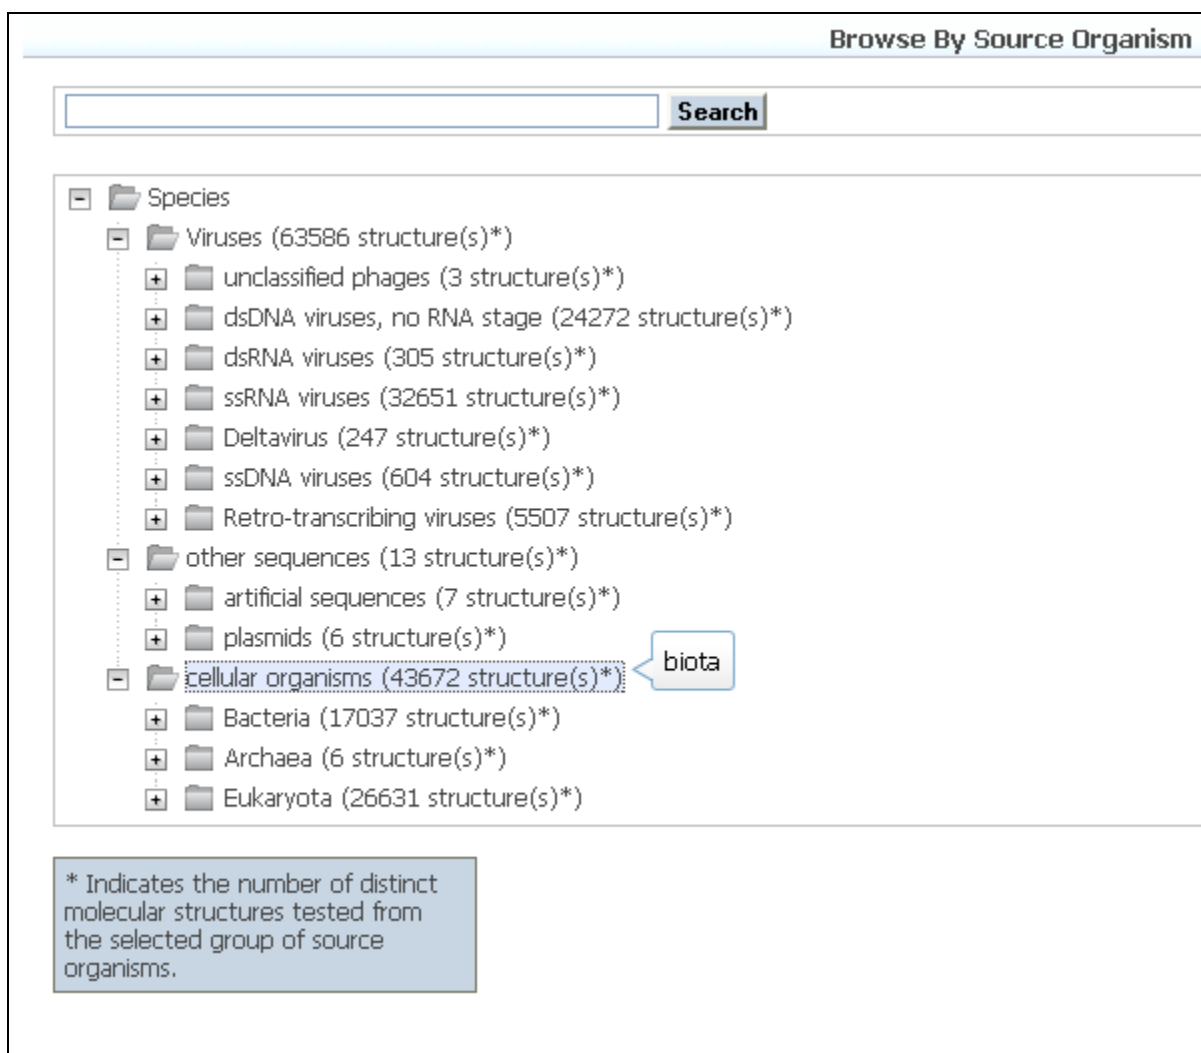 Browse By Source Organism
Search
Species
Viruses (63586 structure(s)*)
unclassified phages (3 structure(s)*)
dsDNA viruses, no RNA stage (24272 structure(s)*)
dsRNA viruses (305 structure(s)*)
ssRNA viruses (32651 structure(s)*)
Deltavirus (247 structure(s)*)
ssDNA viruses (604 structure(s)*)
Retro-transcribing viruses (5507 structure(s)*)
other sequences (13 structure(s)*)
artificial sequences (7 structure(s)*)
plasmids (6 structure(s)*)
cellular organisms (43672 structure(s)*) biota
Bacteria (17037 structure(s)*)
Archaea (6 structure(s)*)
Eukaryota (26631 structure(s)*)
* Indicates the number of distinct
molecular structures tested from
the selected group of source
organisms.